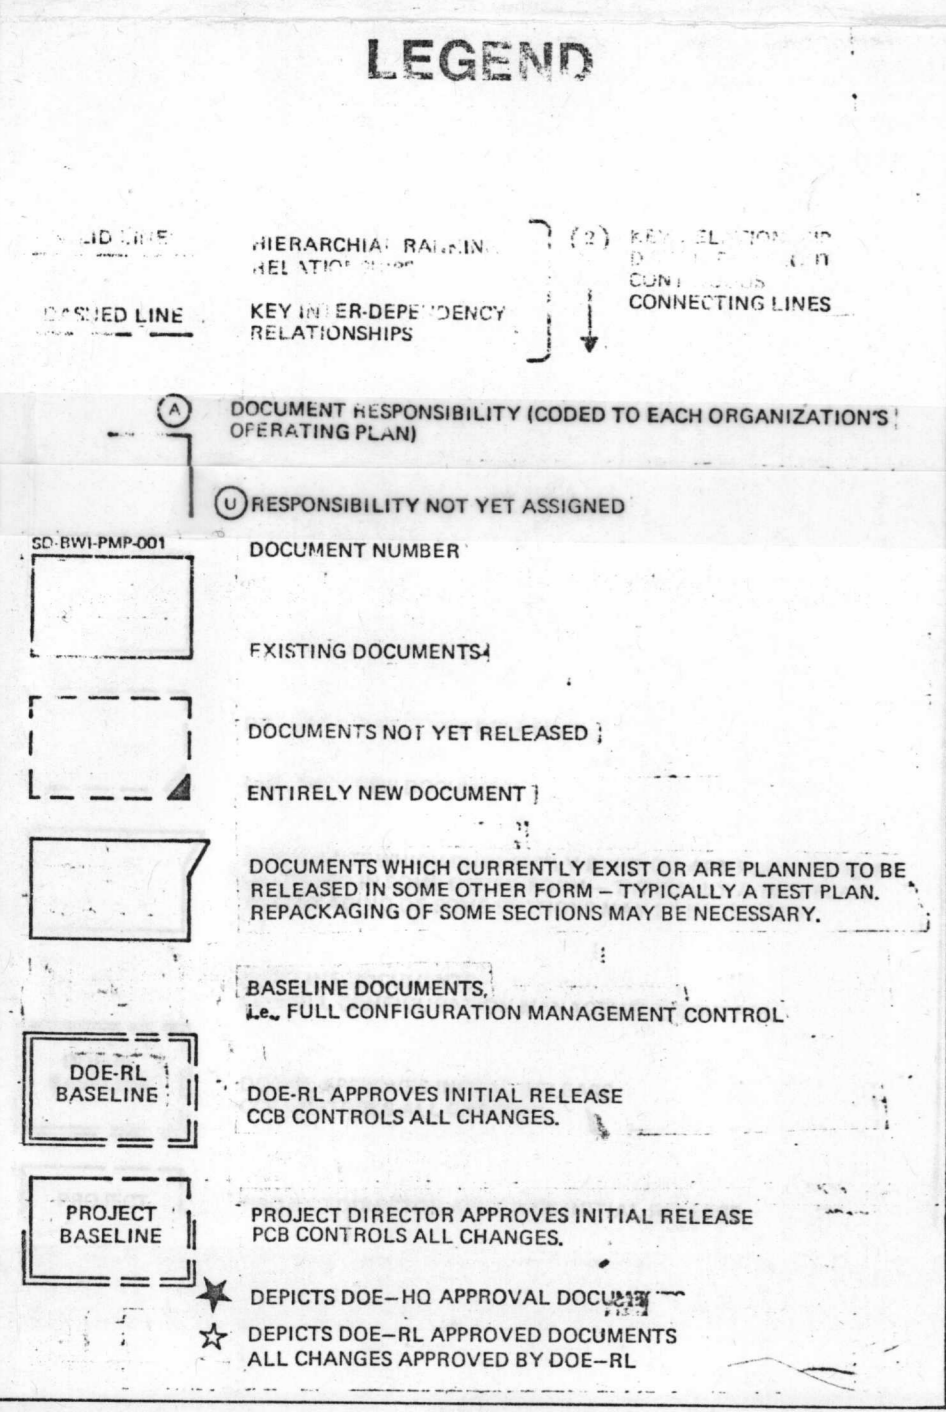 LEGEND
LINE
HIERARCHIAL RANKING
RELATIONSHIPS
(2)
KEY
DASHED LINE
KEY INTER-DEPENDENCY
RELATIONSHIPS
CONNECTING LINES
A
DOCUMENT RESPONSIBILITY (CODED TO EACH ORGANIZATION'S
OPERATING PLAN)
U RESPONSIBILITY NOT YET ASSIGNED
SD-BWI-PMP-001
DOCUMENT NUMBER
EXISTING DOCUMENTS
DOCUMENTS NOT YET RELEASED
ENTIRELY NEW DOCUMENT
DOCUMENTS WHICH CURRENTLY EXIST OR ARE PLANNED TO BE
RELEASED IN SOME OTHER FORM – TYPICALLY A TEST PLAN.
REPACKAGING OF SOME SECTIONS MAY BE NECESSARY.
BASELINE DOCUMENTS,
i.e., FULL CONFIGURATION MANAGEMENT CONTROL
DOE-RL
BASELINE
DOE-RL APPROVES INITIAL RELEASE
CCB CONTROLS ALL CHANGES.
PROJECT
BASELINE
PROJECT DIRECTOR APPROVES INITIAL RELEASE
PCB CONTROLS ALL CHANGES.
DEPICTS DOE–HQ APPROVAL
DEPICTS DOE–RL APPROVED DOCUMENTS
ALL CHANGES APPROVED BY DOE–RL